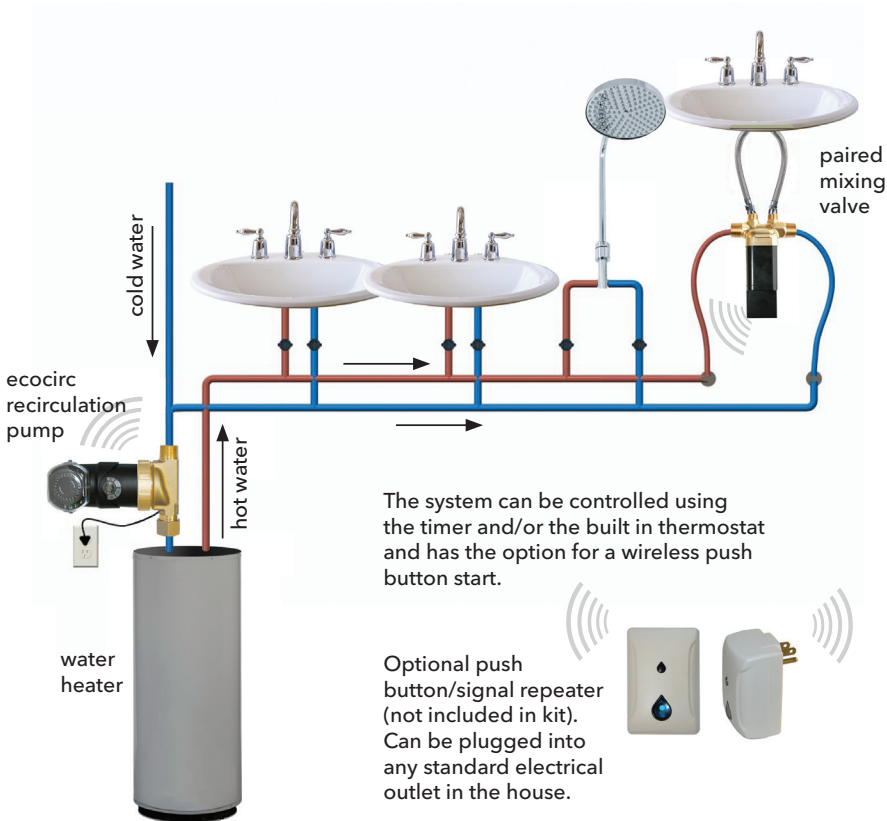 paired
mixing
valve
cold water
ecocirc
recirculation
pump
hot water
The system can be controlled using
the timer and/or the built in thermostat
and has the option for a wireless push
button start.
water
heater
Optional push
button/signal repeater
(not included in kit).
Can be plugged into
any standard electrical
outlet in the house.